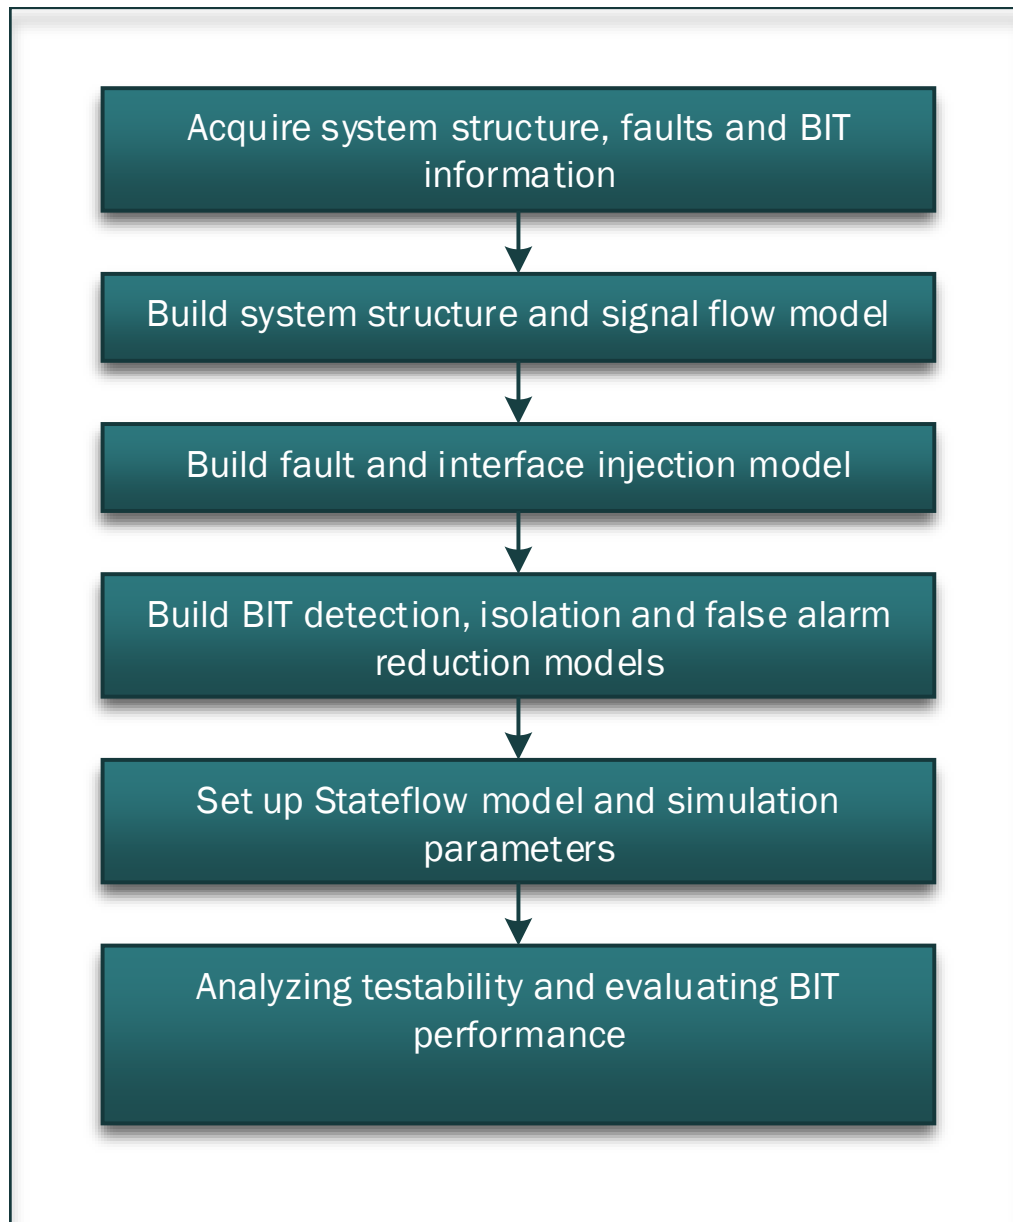 Acquire system structure, faults and BIT
information
Build system structure and signal flow model
Build fault and interface injection model
Build BIT detection, isolation and false alarm
reduction models
Set up Stateflow model and simulation
parameters
Analyzing testability and evaluating BIT
performance